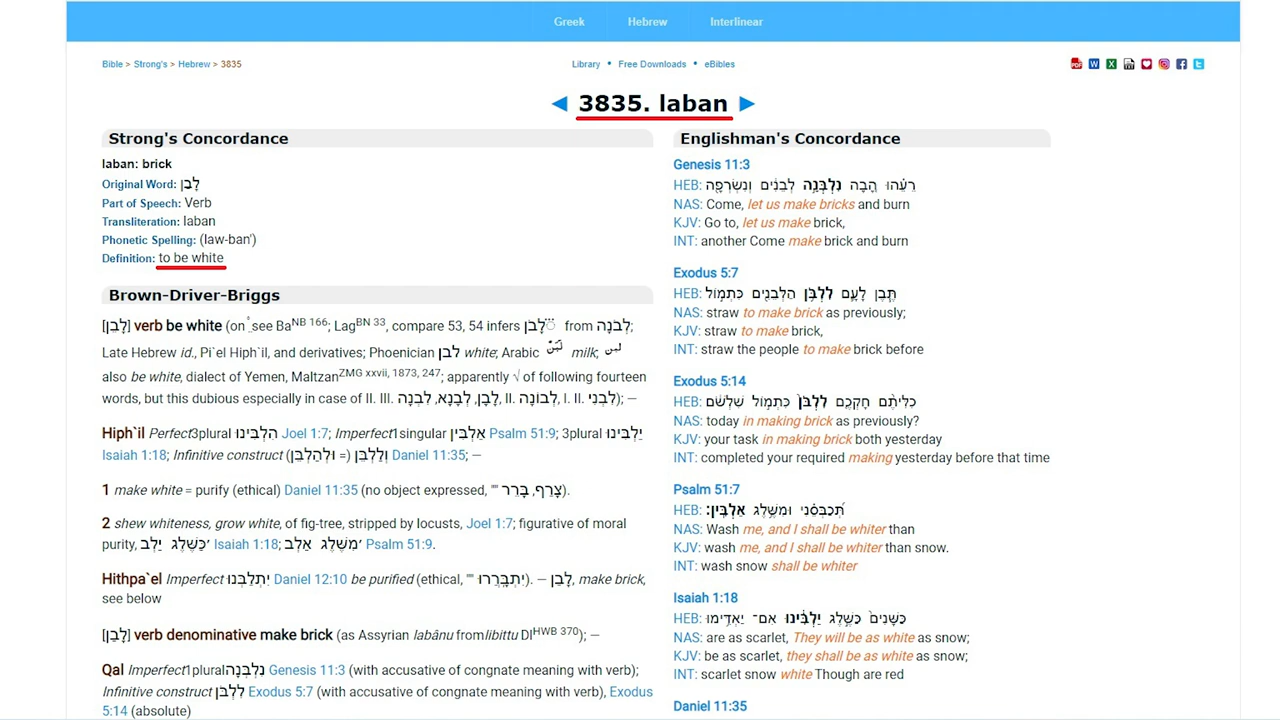 Greek Hebrew Interlinear
Bible > Strong's > Hebrew > 3835
Library • Free Downloads • eBibles
◄ 3835. laban ►
Strong's Concordance
laban: brick
Original Word: לָבַן
Part of Speech: Verb
Transliteration: laban
Phonetic Spelling: (law-ban')
Definition: to be white
Brown-Driver-Briggs
[לָבֵן] verb be white (on see Ba NB 166; Lag BN 33, compare 53, 54 infers לָבֹן from לְבֹנָה;
Late Hebrew id., Pi`el Hiph`il, and derivatives; Phoenician לבן white; Arabic milk;
also be white, dialect of Yemen, Maltzan ZMG xxvii, 1873, 247; apparently √ of following fourteen
words, but this dubious especially in case of II. III. לָבָן, לְבָנָא, לִבְנָה, II. לְבוֹנָה, I. II. לִבְנִי); —
Hiph`il Perfect3plural הִלְבִּינוּ Joel 1:7; Imperfect1singular אַלְבִּין Psalm 51:9; 3plural יַלְבִּינוּ
Isaiah 1:18; Infinitive construct וְלַלְבֵּן (= וּלְהַלְבֵּן) Daniel 11:35; —
1 make white = purify (ethical) Daniel 11:35 (no object expressed, "" צָרַף, בָּרַר).
2 shew whiteness, grow white, of fig-tree, stripped by locusts, Joel 1:7; figurative of moral
purity, כַּשֶּׁלֶג יַלְב׳ Isaiah 1:18; מִשֶּׁלֶג אַלְב׳ Psalm 51:9.
Hithpa`el Imperfect יִתְלַבְּנוּ Daniel 12:10 be purified (ethical, "" יִתְבָּֽרֲרוּ). — לָבֵן, make brick,
see below
[לָבַן] verb denominative make brick (as Assyrian labânu from libittu Dl HWB 370); —
Qal Imperfect1plural נִלְבְּנָה Genesis 11:3 (with accusative of congnate meaning with verb);
Infinitive construct לִלְבֹּן Exodus 5:7 (with accusative of congnate meaning with verb), Exodus
5:14 (absolute)
Englishman's Concordance
Genesis 11:3
HEB: רֵעֵ֗הוּ הָ֚בָה נִלְבְּנָ֣ה לְבֵנִ֔ים וְנִשְׂרְפָ֖ה
NAS: Come, let us make bricks and burn
KJV: Go to, let us make brick,
INT: another Come make brick and burn
Exodus 5:7
HEB: תֶּ֧בֶן לָעָ֛ם לִלְבֹּ֥ן הַלְּבֵנִ֖ים כִּתְמ֣וֹל
NAS: straw to make brick as previously;
KJV: straw to make brick,
INT: straw the people to make brick before
Exodus 5:14
HEB: כִלִּיתֶ֨ם חָקְכֶ֤ם לִלְבֹּן֙ כִּתְמ֣וֹל שִׁלְשֹׁ֔ם
NAS: today in making brick as previously?
KJV: your task in making brick both yesterday
INT: completed your required making yesterday before that time
Psalm 51:7
HEB: תְּ֝כַבְּסֵ֗נִי וּמִשֶּׁ֥לֶג אַלְבִּֽין׃
NAS: Wash me, and I shall be whiter than
KJV: wash me, and I shall be whiter than snow.
INT: wash snow shall be whiter
Isaiah 1:18
HEB: כַּשָּׁנִים֙ כַּשֶּׁ֣לֶג יַלְבִּ֔ינוּ אִם־ יַאְדִּ֥ימוּ
NAS: are as scarlet, They will be as white as snow;
KJV: be as scarlet, they shall be as white as snow;
INT: scarlet snow white Though are red
Daniel 11:35